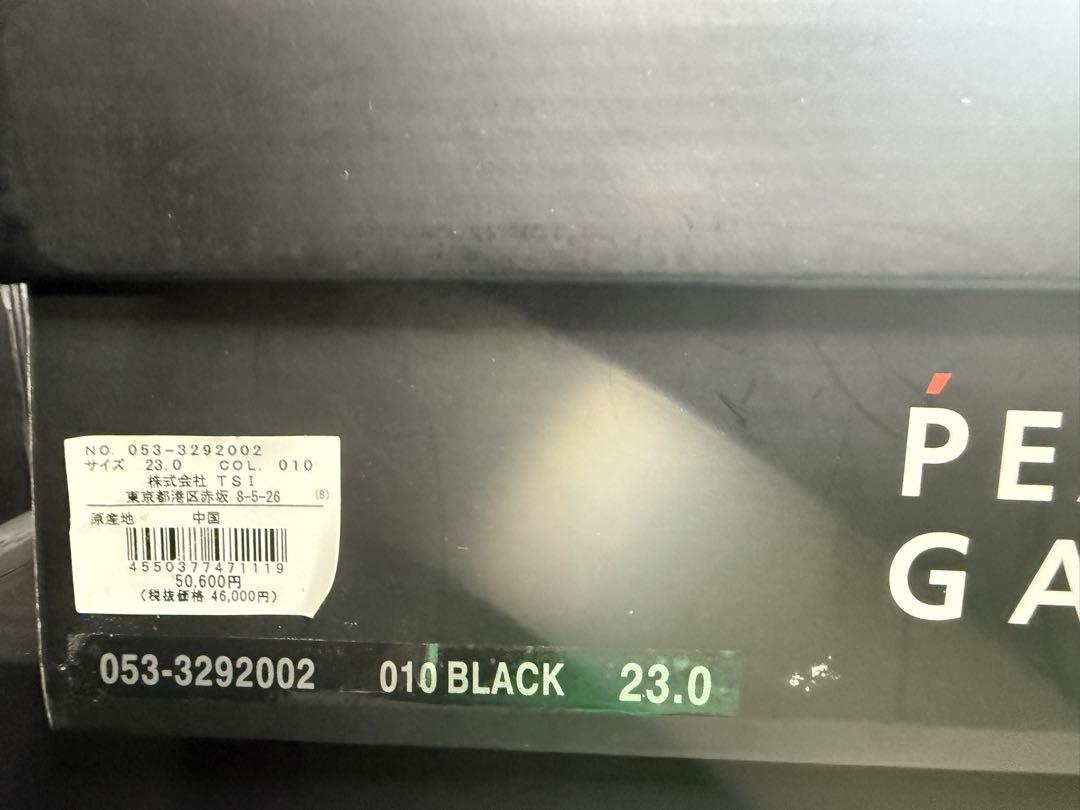 NO. 053-3292002
サイズ 23.0 COL. 010
株式会社 TSI
東京都港区赤坂 8-5-26 (B)
原産地 中国
4550377471119
50,600円
(税抜価格 46,000円)
053-3292002 010 BLACK 23.0
PE
GA